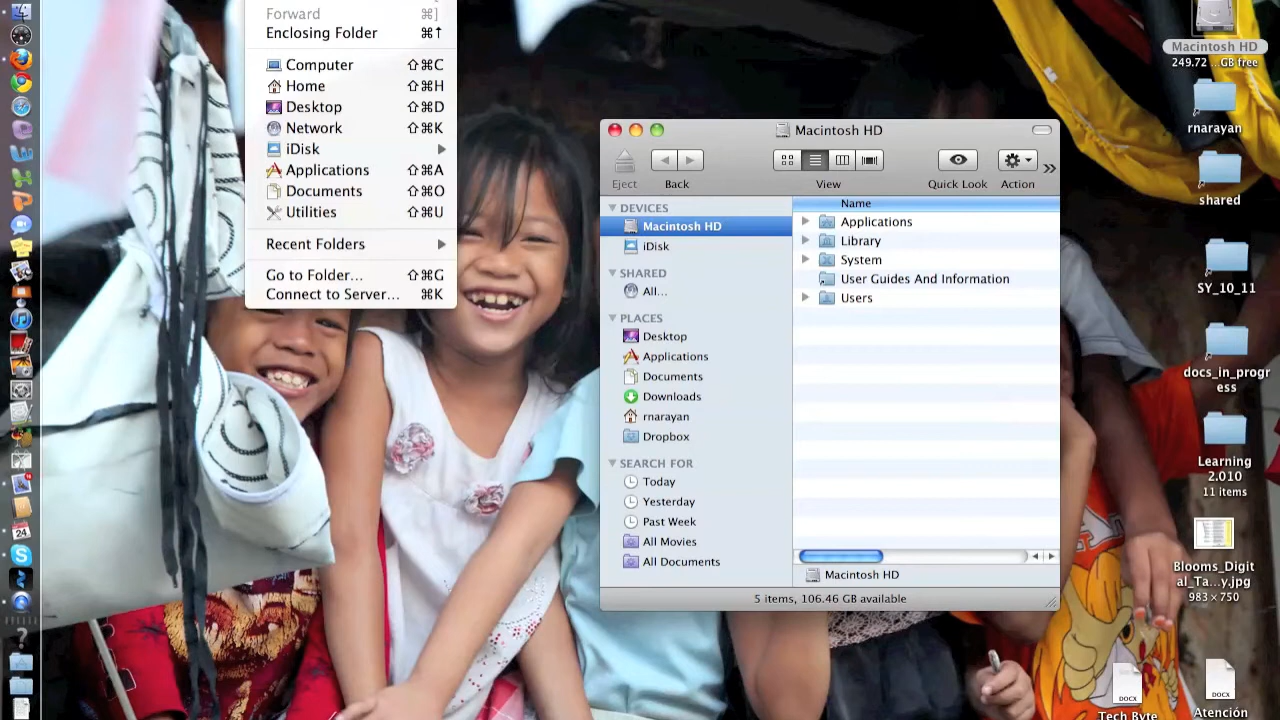 Forward ⌘]
Enclosing Folder ⌘↑
Computer ⇧⌘C
Home ⇧⌘H
Desktop ⇧⌘D
Network ⇧⌘K
iDisk
Applications ⇧⌘A
Documents ⇧⌘O
Utilities ⇧⌘U
Recent Folders
Go to Folder... ⇧⌘G
Connect to Server... ⌘K
Macintosh HD
Eject
Back
View
Quick Look
Action
DEVICES
Macintosh HD
iDisk
SHARED
All...
PLACES
Desktop
Applications
Documents
Downloads
rnarayan
Dropbox
SEARCH FOR
Today
Yesterday
Past Week
All Movies
All Documents
Name
Applications
Library
System
User Guides And Information
Users
Macintosh HD
5 items, 106.46 GB available
Macintosh HD
249.72 ...GB free
rnarayan
shared
SY_10_11
docs_in_progr
ess
Learning
2.010
11 items
Blooms_Digit
al_Ta...y.jpg
983 × 750
DOCX
Tech Byte
DOCX
Atención
24